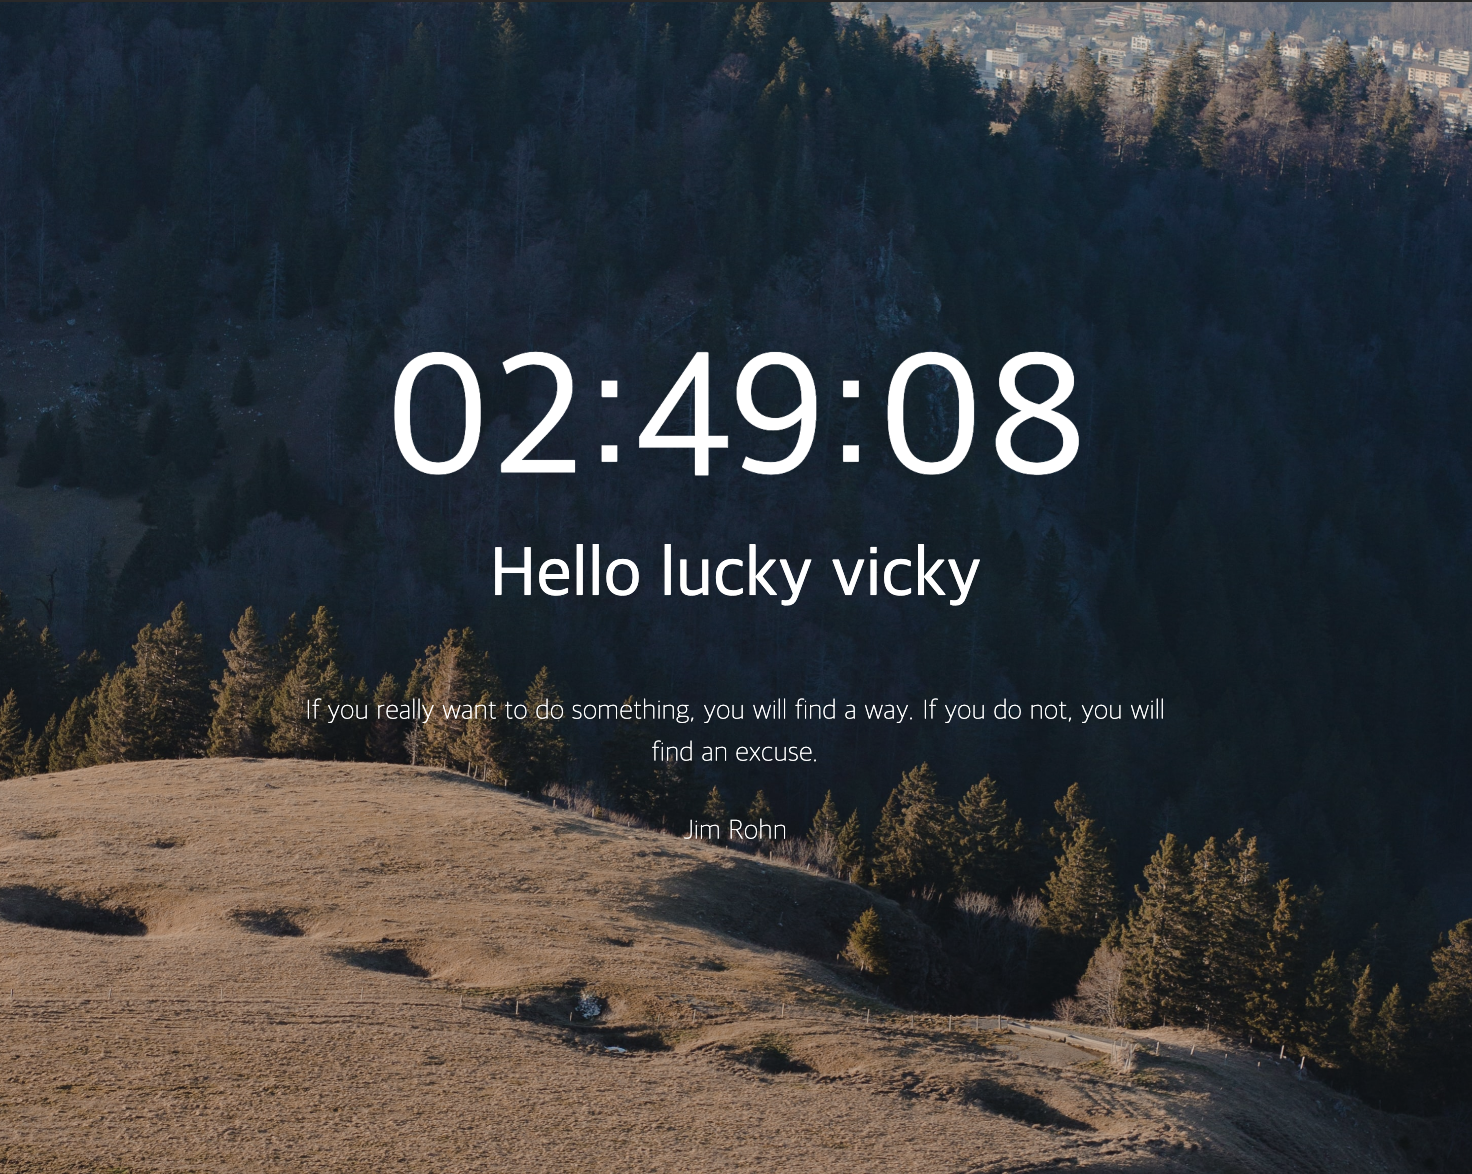 02:49:08
Hello lucky vicky
If you really want to do something, you will find a way. If you do not, you will
find an excuse.
Jim Rohn